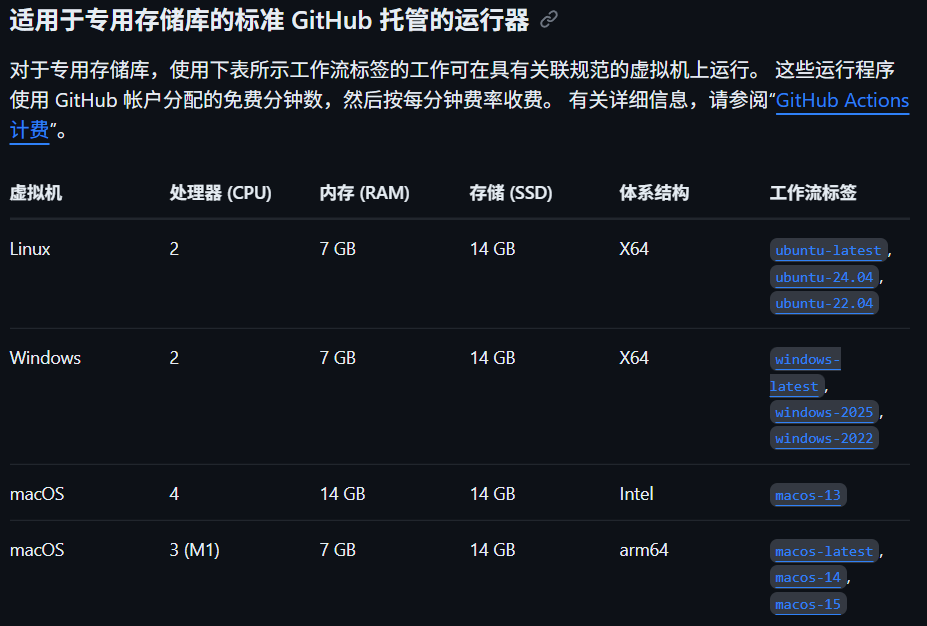 适用于专用存储库的标准 GitHub 托管的运行器
对于专用存储库，使用下表所示工作流标签的工作可在具有关联规范的虚拟机上运行。 这些运行程序
使用 GitHub 帐户分配的免费分钟数，然后按每分钟费率收费。 有关详细信息，请参阅“GitHub Actions
计费”。
虚拟机 处理器 (CPU) 内存 (RAM) 存储 (SSD) 体系结构 工作流标签
Linux 2 7 GB 14 GB X64 ubuntu-latest,
ubuntu-24.04,
ubuntu-22.04
Windows 2 7 GB 14 GB X64 windows-
latest,
windows-2025,
windows-2022
macOS 4 14 GB 14 GB Intel macos-13
macOS 3 (M1) 7 GB 14 GB arm64 macos-latest,
macos-14,
macos-15